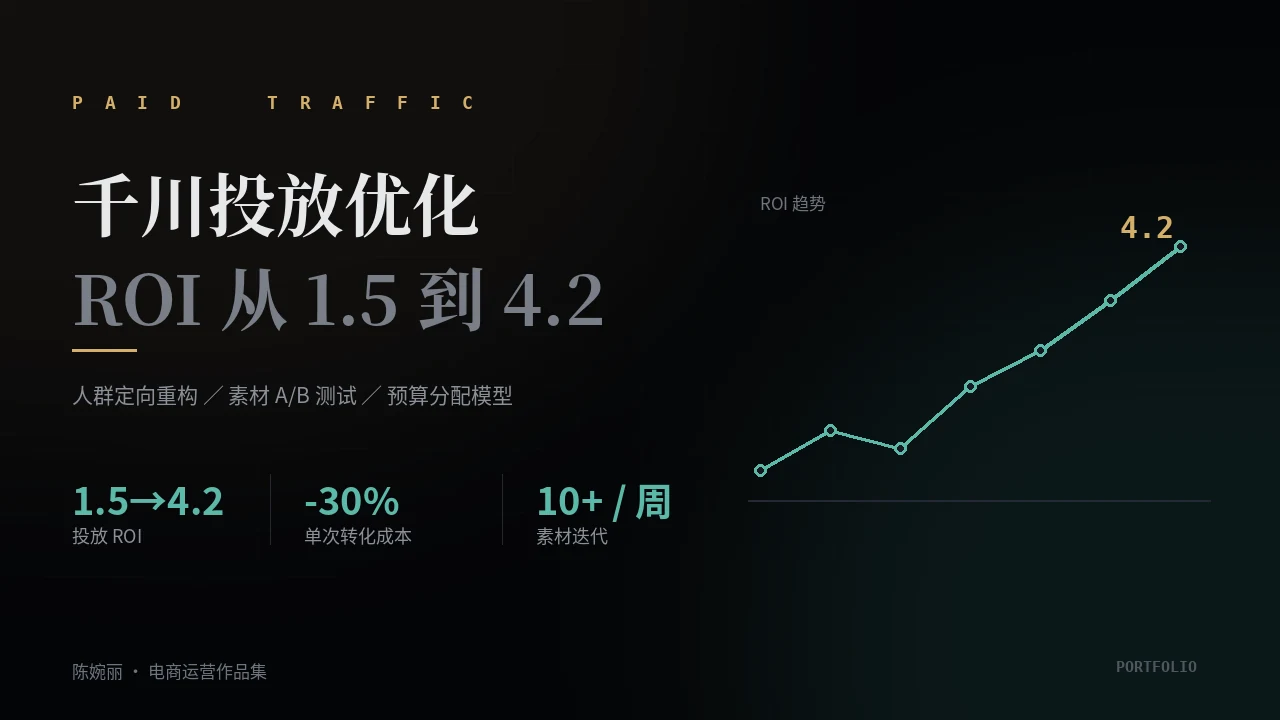 PAID TRAFFIC
千川投放优化
ROI 从 1.5 到 4.2
人群定向重构 ／ 素材 A/B 测试 ／ 预算分配模型
1.5→4.2
投放 ROI
-30%
单次转化成本
10+ / 周
素材迭代
ROI 趋势
4.2
陈婉丽 · 电商运营作品集
PORTFOLIO